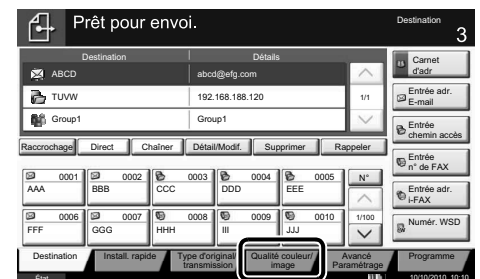 Prêt pour envoi.
Destination
3
Destination
Détails
ABCD
abcd@efg.com
TUVW
192.168.188.120
1/1
Group1
Group1
Raccrochage
Direct
Chaîner
Détail/Modif.
Supprimer
Rappeler
Carnet
d'adr
Entrée adr.
E-mail
Entrée
chemin accès
Entrée
n° de FAX
Entrée adr.
i-FAX
Numér. WSD
0001
AAA
0002
BBB
0003
CCC
0004
DDD
0005
EEE
N°
0006
FFF
0007
GGG
0008
HHH
0009
III
0010
JJJ
1/100
Destination
Install. rapide
Type d'original/
transmission
Qualité couleur/
image
Avancé
Paramétrage
Programme
État
10/10/2010 10:10